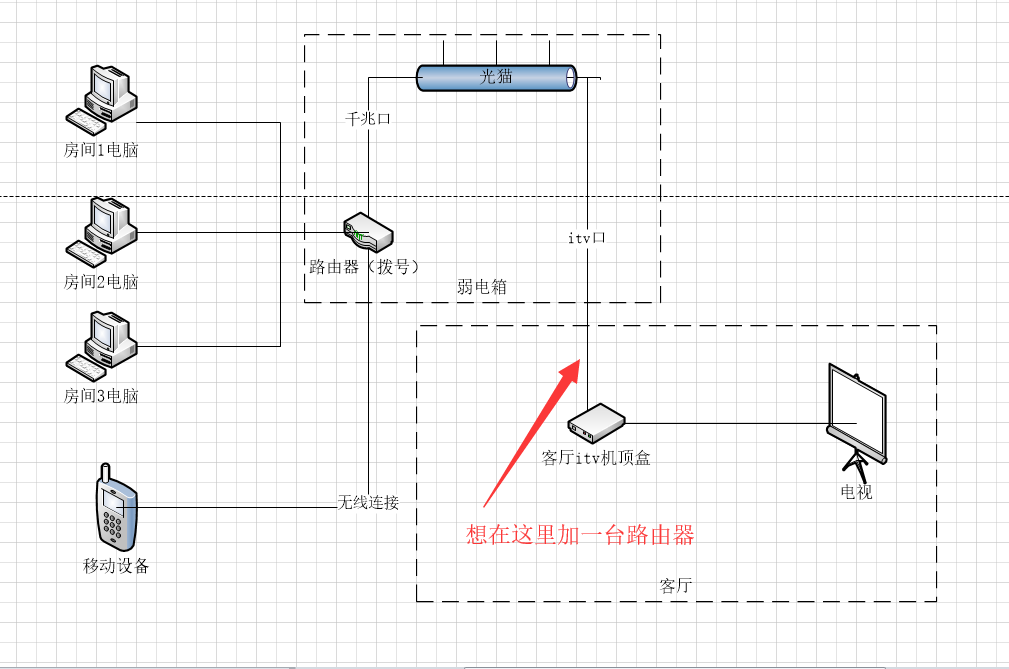 光猫
千兆口
房间1电脑
itv口
路由器（拨号）
房间2电脑
弱电箱
房间3电脑
客厅itv机顶盒
电视
无线连接
想在这里加一台路由器
移动设备
客厅